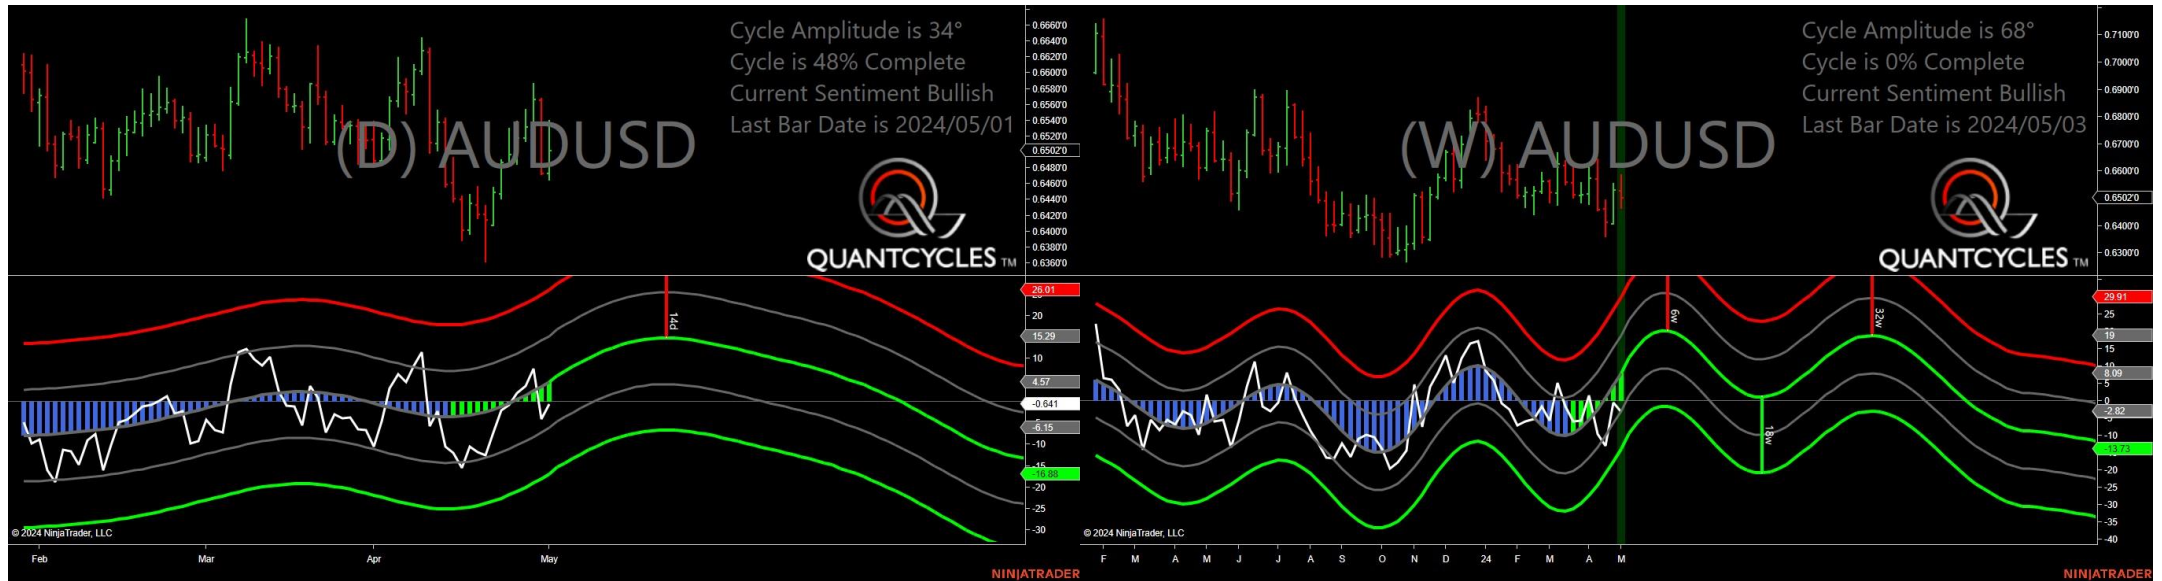 Cycle Amplitude is 34°
Cycle is 48% Complete
Current Sentiment Bullish
Last Bar Date is 2024/05/01
(D) AUDUSD
QUANTCYCLES TM
0.6660'0
0.6640'0
0.6620'0
0.6600'0
0.6580'0
0.6560'0
0.6540'0
0.6520'0
0.6502'0
0.6480'0
0.6460'0
0.6440'0
0.6420'0
0.6400'0
0.6380'0
0.6360'0
14d
26.01
20
15.29
10
4.57
-0.641
-6.15
-10
-16.88
-20
-25
-30
© 2024 NinjaTrader, LLC
Feb Mar Apr May
NINJATRADER
Cycle Amplitude is 68°
Cycle is 0% Complete
Current Sentiment Bullish
Last Bar Date is 2024/05/03
(W) AUDUSD
QUANTCYCLES TM
0.7100'0
0.7000'0
0.6900'0
0.6800'0
0.6700'0
0.6600'0
0.6502'0
0.6400'0
0.6300'0
6w
32w
18w
29.91
25
19
15
8.09
5
0
-2.82
-10
-13.73
-20
-25
-30
-35
-40
© 2024 NinjaTrader, LLC
F M A M J J A S O N D 24 F M A M
NINJATRADER